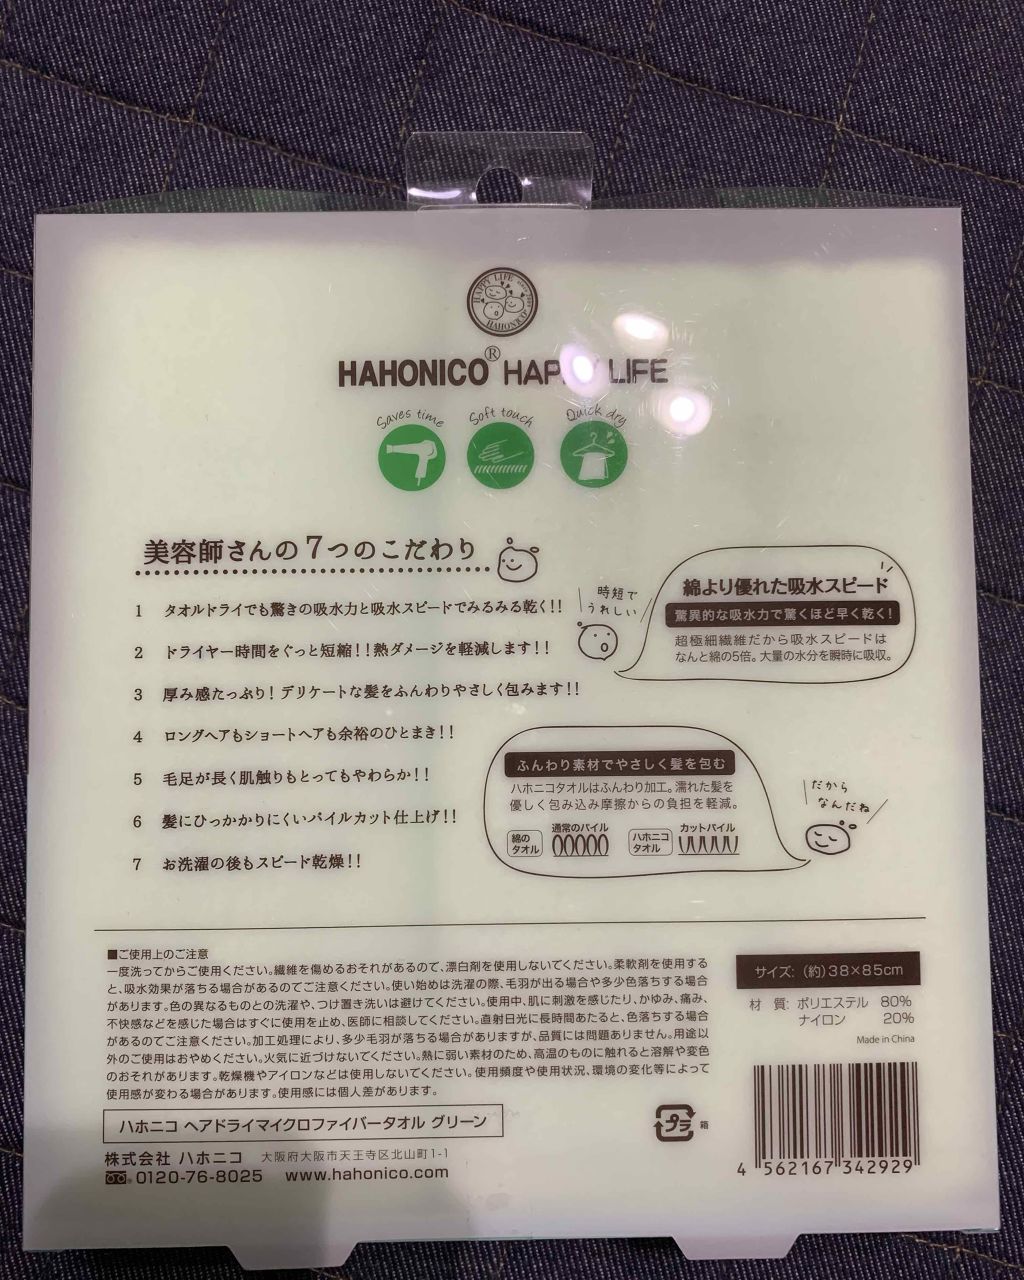 HAPPY LIFE
HAHONICO
HAHONICO® HAPPY LIFE
Saves time
Soft touch
Quick dry
美容師さんの7つのこだわり
1 タオルドライでも驚きの吸水力と吸水スピードでみるみる乾く!!
2 ドライヤー時間をぐっと短縮!!熱ダメージを軽減します!!
3 厚み感たっぷり!デリケートな髪をふんわりやさしく包みます!!
4 ロングヘアもショートヘアも余裕のひとまき!!
5 毛足が長く肌触りもとってもやわらか!!
6 髪にひっかかりにくいパイルカット仕上げ!!
7 お洗濯の後もスピード乾燥!!
時短で
うれしい
綿より優れた吸水スピード
驚異的な吸水力で驚くほど早く乾く!
超極細繊維だから吸水スピードは
なんと綿の5倍。大量の水分を瞬時に吸収。
ふんわり素材でやさしく髪を包む
ハホニコタオルはふんわり加工。濡れた髪を
優しく包み込み摩擦からの負担を軽減。
綿の
タオル
通常のパイル
ハホニコ
タオル
カットパイル
だから
なんだね
■ご使用上のご注意
一度洗ってからご使用ください。繊維を傷めるおそれがあるので、漂白剤を使用しないでください。柔軟剤を使用する
と、吸水効果が落ちる場合があるのでご注意ください。使い始めは洗濯の際、毛羽が出る場合や多少色落ちする場合
があります。色の異なるものとの洗濯や、つけ置き洗いは避けてください。使用中、肌に刺激を感じたり、かゆみ、痛み、
不快感などを感じた場合はすぐに使用を止め、医師に相談してください。直射日光に長時間あたると、色落ちする場合
があるのでご注意ください。加工処理により、多少毛羽が落ちる場合がありますが、品質には問題ありません。用途以
外のご使用はおやめください。火気に近づけないでください。熱に弱い素材のため、高温のものに触れると溶解や変色
のおそれがあります。乾燥機やアイロンなどは使用しないでください。使用頻度や使用状況、環境の変化等によって
使用感が変わる場合があります。使用感には個人差があります。
ハホニコ ヘアドライマイクロファイバータオル グリーン
株式会社 ハホニコ 大阪府大阪市天王寺区北山町1-1
0120-76-8025 www.hahonico.com
サイズ:(約)38×85cm
材 質:ポリエステル 80%
ナイロン 20%
Made in China
プラ
箱
4 562167 342929